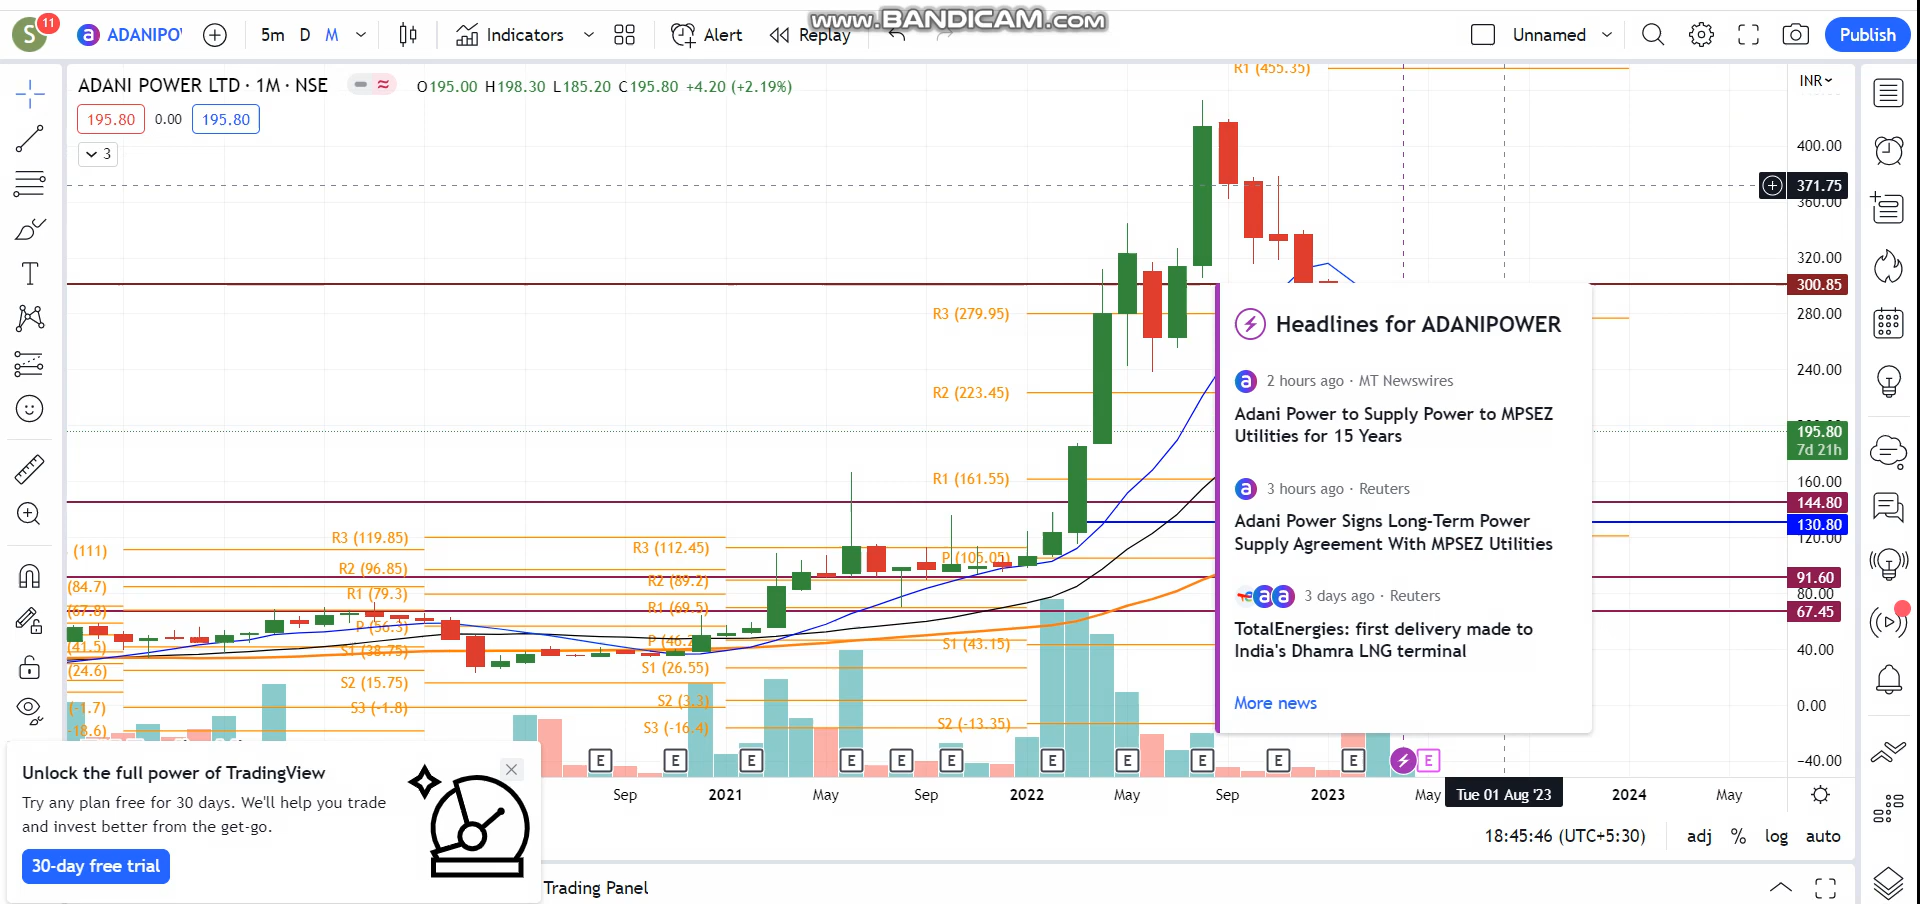 www.BANDICAM.com
S 11 a ADANIPO 5m D M Indicators Alert Replay Unnamed Publish
ADANI POWER LTD · 1M · NSE O195.00 H198.30 L185.20 C195.80 +4.20 (+2.19%)
195.80 0.00 195.80
3
R1 (455.35)
INR
400.00
371.75
360.00
320.00
300.85
280.00
240.00
195.80
7d 21h
160.00
144.80
130.80
120.00
91.60
80.00
67.45
40.00
0.00
−40.00
R3 (279.95)
R2 (223.45)
R1 (161.55)
P (105.05)
S1 (43.15)
S2 (-13.35)
R3 (112.45)
R2 (89.2)
R1 (69.5)
P (46.2
S1 (26.55)
S2 (3.3)
S3 (-16.4)
R3 (119.85)
R2 (96.85)
R1 (79.3)
P (56.3)
S1 (38.75)
S2 (15.75)
S3 (-1.8)
(111)
(84.7)
(67.8)
(41.5)
(24.6)
(-1.7)
-18.6)
Headlines for ADANIPOWER
a 2 hours ago · MT Newswires
Adani Power to Supply Power to MPSEZ
Utilities for 15 Years
a 3 hours ago · Reuters
Adani Power Signs Long-Term Power
Supply Agreement With MPSEZ Utilities
a a 3 days ago · Reuters
TotalEnergies: first delivery made to
India's Dhamra LNG terminal
More news
E E E E E E E E E E E E
Sep 2021 May Sep 2022 May Sep 2023 May Tue 01 Aug '23 2024 May
Unlock the full power of TradingView
Try any plan free for 30 days. We'll help you trade
and invest better from the get-go.
30-day free trial
18:45:46 (UTC+5:30) adj % log auto
Trading Panel